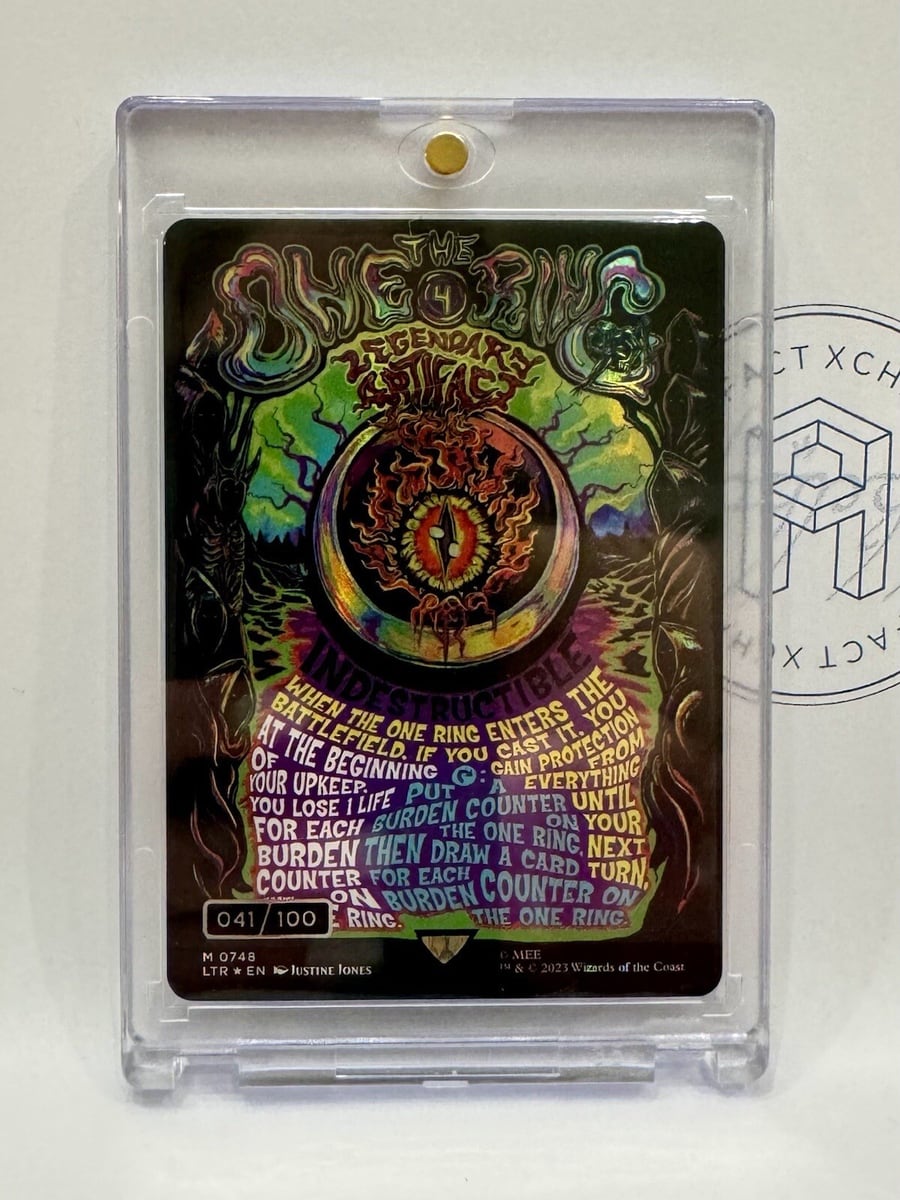 THE
ONE RING
4
LEGENDARY
ARTIFACT
INDESTRUCTIBLE
WHEN THE ONE RING ENTERS THE
BATTLEFIELD, IF YOU CAST IT, YOU
GAIN PROTECTION
FROM
EVERYTHING
UNTIL
YOUR
NEXT
TURN.
AT THE BEGINNING
OF
YOUR UPKEEP,
YOU LOSE 1 LIFE
FOR EACH
BURDEN
COUNTER
ON
E RING.
: PUT A
BURDEN COUNTER
ON
THE ONE RING,
THEN DRAW A CARD
FOR EACH
BURDEN COUNTER ON
THE ONE RING.
041/100
M 0748
LTR ★ EN JUSTINE JONES
© MEE
™ & © 2023 Wizards of the Coast
ACT XCH